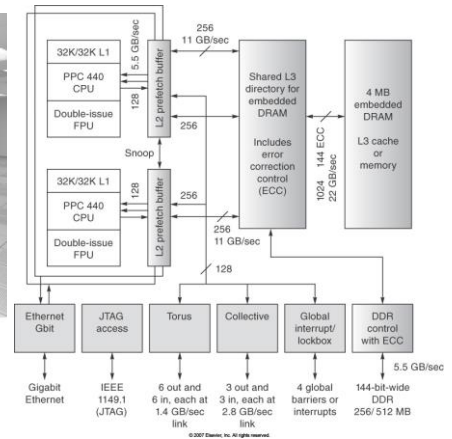 256
11 GB/sec
32K/32K L1
PPC 440
CPU
Double-issue
FPU
5.5 GB/sec
128
L2 prefetch buffer
256
Shared L3
directory for
embedded
DRAM
Includes
error
correction
control
(ECC)
1024
144 ECC
22 GB/sec
4 MB
embedded
DRAM
L3 cache
or
memory
Snoop
32K/32K L1
PPC 440
CPU
Double-issue
FPU
128
L2 prefetch buffer
256
256
11 GB/sec
128
Ethernet
Gbit
JTAG
access
Torus
Collective
Global
interrupt/
lockbox
DDR
control
with ECC
5.5 GB/sec
Gigabit
Ethernet
IEEE
1149.1
(JTAG)
6 out and
6 in, each at
1.4 GB/sec
link
3 out and
3 in, each at
2.8 GB/sec
link
4 global
barriers or
interrupts
144-bit-wide
DDR
256/ 512 MB
© 2007 Elsevier, Inc. All rights reserved.